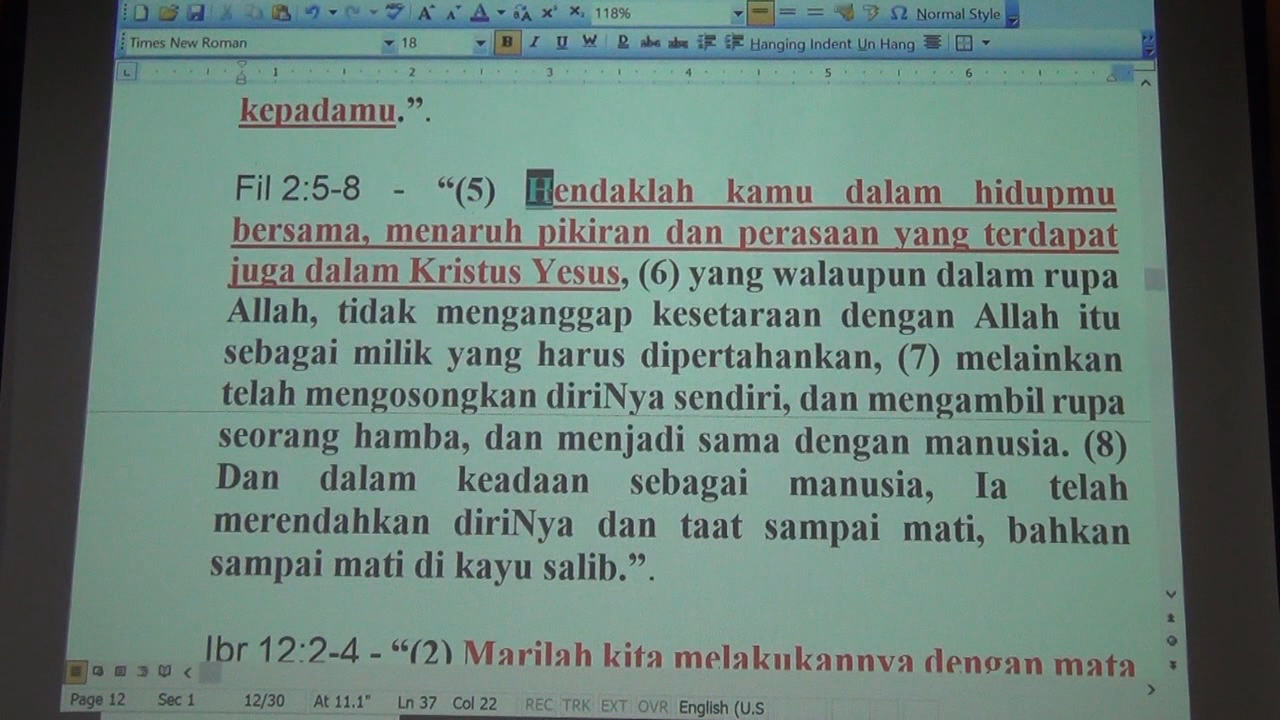 118%
Normal Style
Times New Roman 18 B I U W D abc abc Hanging Indent Un Hang
1 2 3 4 5 6
kepadamu.”.
Fil 2:5-8 - “(5) Hendaklah kamu dalam hidupmu
bersama, menaruh pikiran dan perasaan yang terdapat
juga dalam Kristus Yesus, (6) yang walaupun dalam rupa
Allah, tidak menganggap kesetaraan dengan Allah itu
sebagai milik yang harus dipertahankan, (7) melainkan
telah mengosongkan diriNya sendiri, dan mengambil rupa
seorang hamba, dan menjadi sama dengan manusia. (8)
Dan dalam keadaan sebagai manusia, Ia telah
merendahkan diriNya dan taat sampai mati, bahkan
sampai mati di kayu salib.”.
Ibr 12:2-4 - “(2) Marilah kita melakukannya dengan mata
Page 12 Sec 1 12/30 At 11.1" Ln 37 Col 22 REC TRK EXT OVR English (U.S